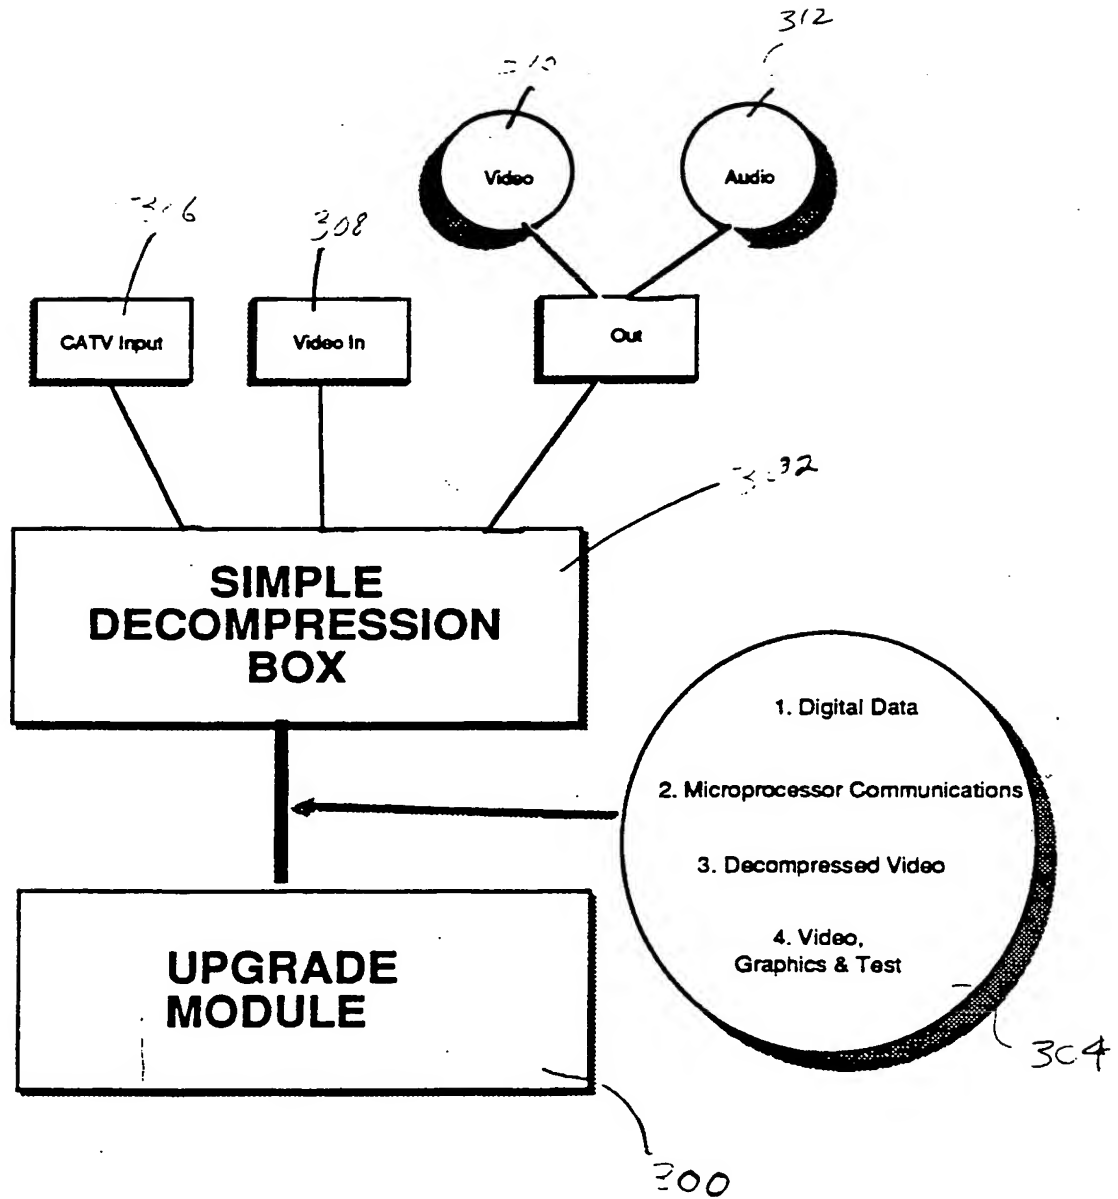 312
Video
Audio
308
CATV Input
Video In
Out
SIMPLE
DECOMPRESSION
BOX
1. Digital Data
2. Microprocessor Communications
3. Decompressed Video
4. Video,
Graphics & Test
UPGRADE
MODULE
304
300